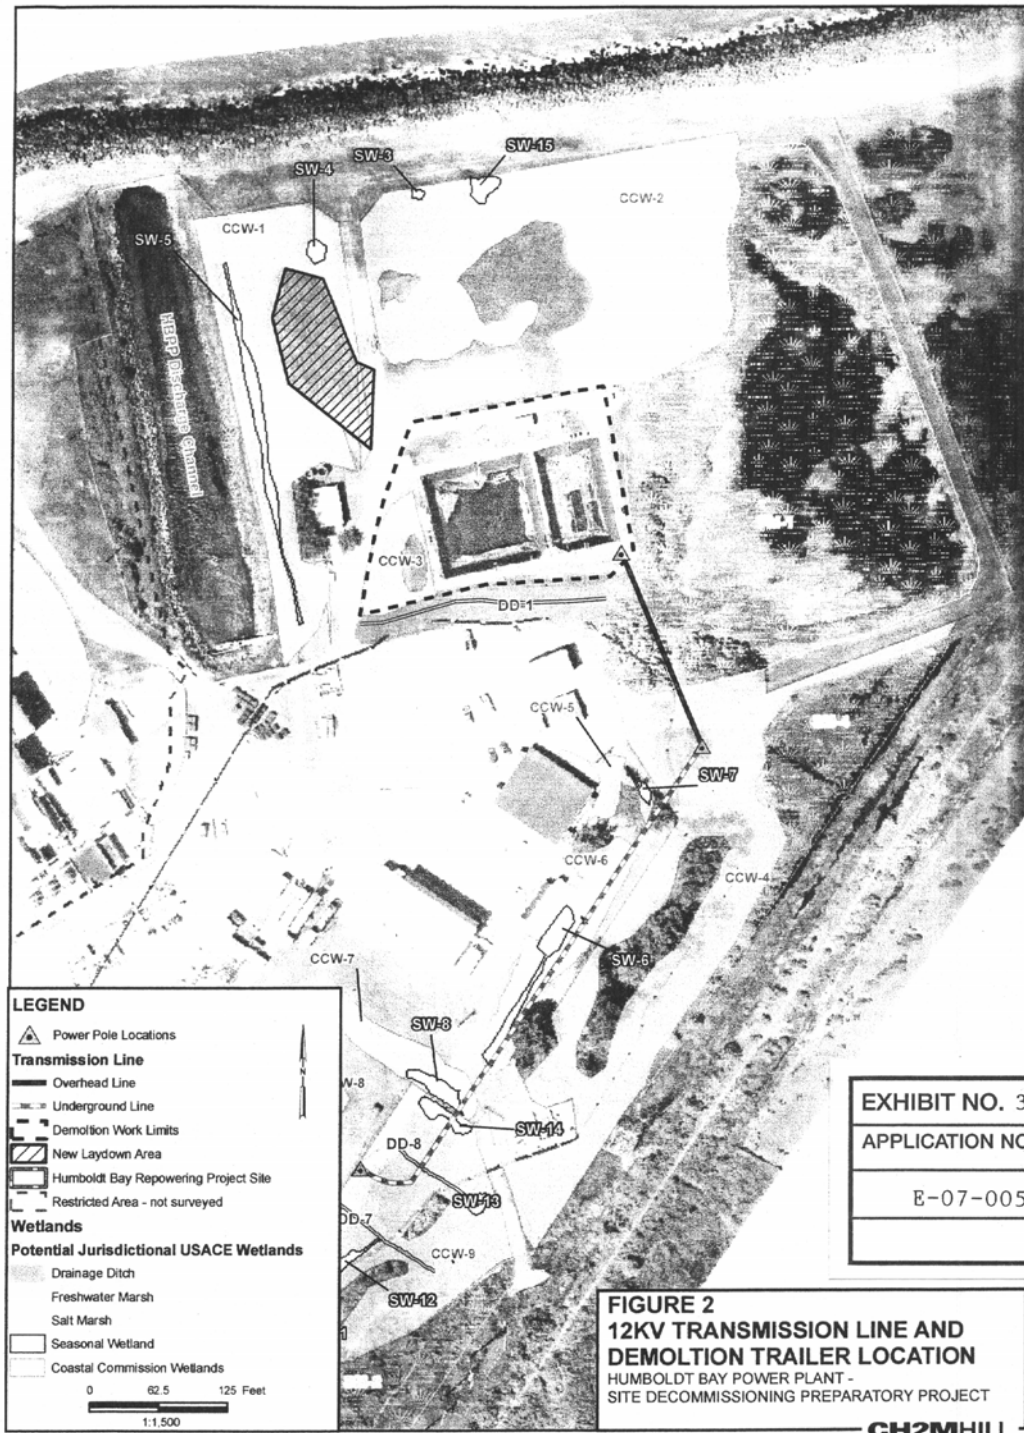 SW-15
SW-3
SW-4
CCW-2
CCW-1
SW-5
HBPP Discharge Channel
CCW-3
DD-1
CCW-5
SW-7
CCW-6
CCW-4
SW-6
CCW-7
SW-8
W-8
SW-14
DD-8
SW-13
DD-7
CCW-9
SW-12
LEGEND
Power Pole Locations
Transmission Line
Overhead Line
Underground Line
Demoltion Work Limits
New Laydown Area
Humboldt Bay Repowering Project Site
Restricted Area - not surveyed
Wetlands
Potential Jurisdictional USACE Wetlands
Drainage Ditch
Freshwater Marsh
Salt Marsh
Seasonal Wetland
Coastal Commission Wetlands
0 62.5 125 Feet
1:1,500
N
EXHIBIT NO. 3
APPLICATION NO
E-07-005
FIGURE 2
12KV TRANSMISSION LINE AND
DEMOLTION TRAILER LOCATION
HUMBOLDT BAY POWER PLANT -
SITE DECOMMISSIONING PREPARATORY PROJECT
CH2MHILL